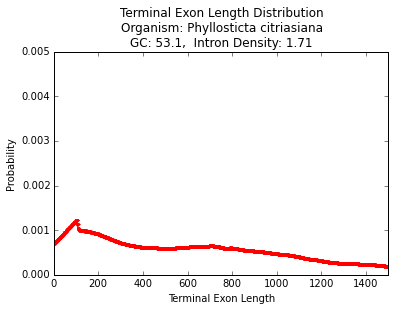 Terminal Exon Length Distribution
Organism: Phyllosticta citriasiana
GC: 53.1,  Intron Density: 1.71
0.005
0.004
0.003
0.002
0.001
0.000
Probability
0 200 400 600 800 1000 1200 1400
Terminal Exon Length